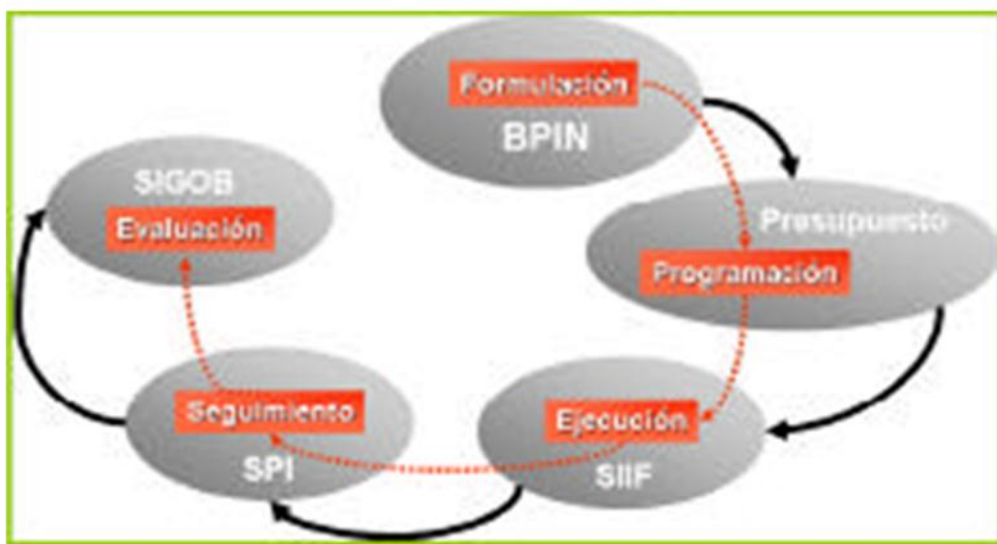 Formulación
BPIN
Presupuesto
Programación
Ejecución
SIIF
Seguimiento
SPI
SIGOB
Evaluación